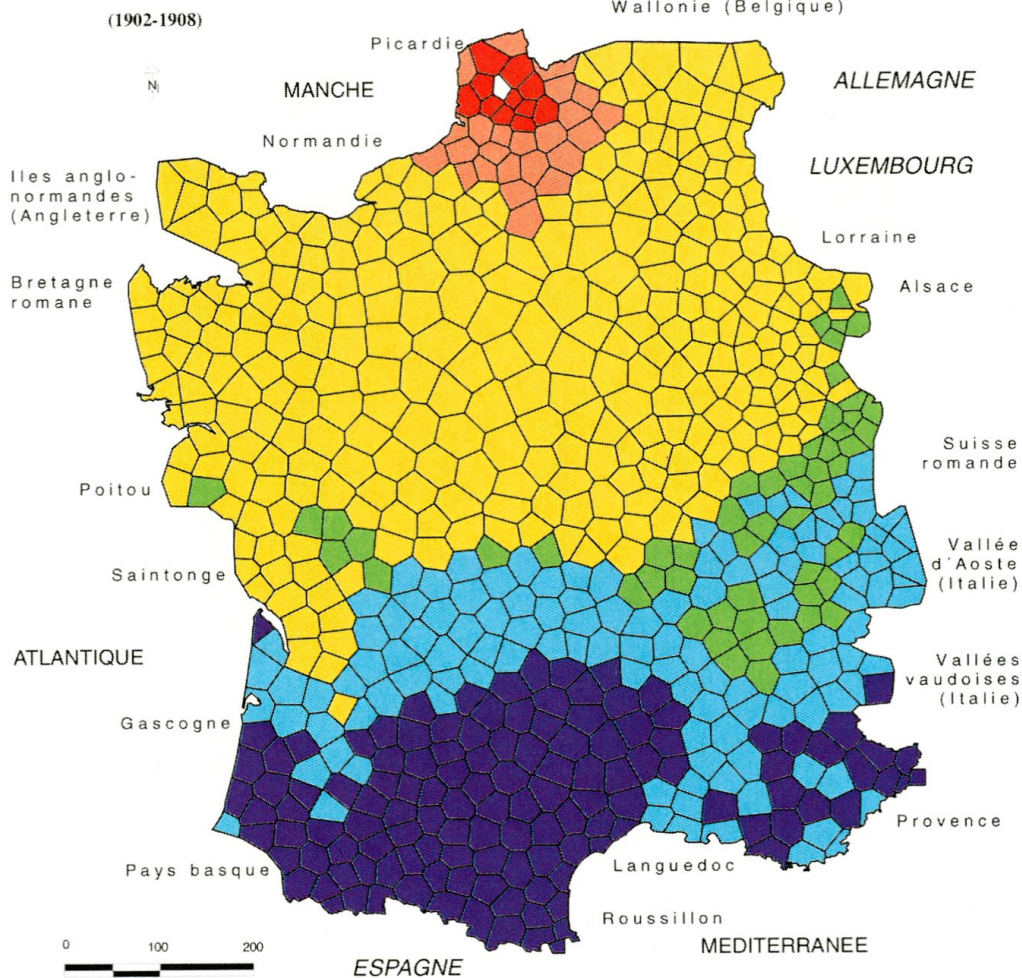 Wallonie (Belgique)
(1902-1908)
Picardie
N
MANCHE
ALLEMAGNE
Normandie
LUXEMBOURG
Iles anglo-
normandes
(Angleterre)
Lorraine
Bretagne
romane
Alsace
Suisse
romande
Poitou
Vallée
d'Aoste
(Italie)
Saintonge
ATLANTIQUE
Vallées
vaudoises
(Italie)
Gascogne
Provence
Pays basque
Languedoc
Roussillon
MEDITERRANEE
0 100 200
ESPAGNE